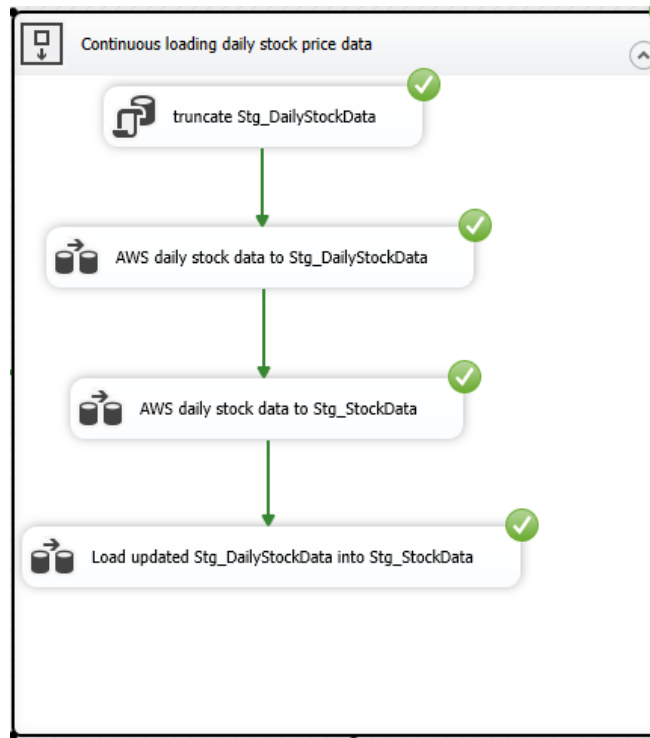 Continuous loading daily stock price data
truncate Stg_DailyStockData
AWS daily stock data to Stg_DailyStockData
AWS daily stock data to Stg_StockData
Load updated Stg_DailyStockData into Stg_StockData